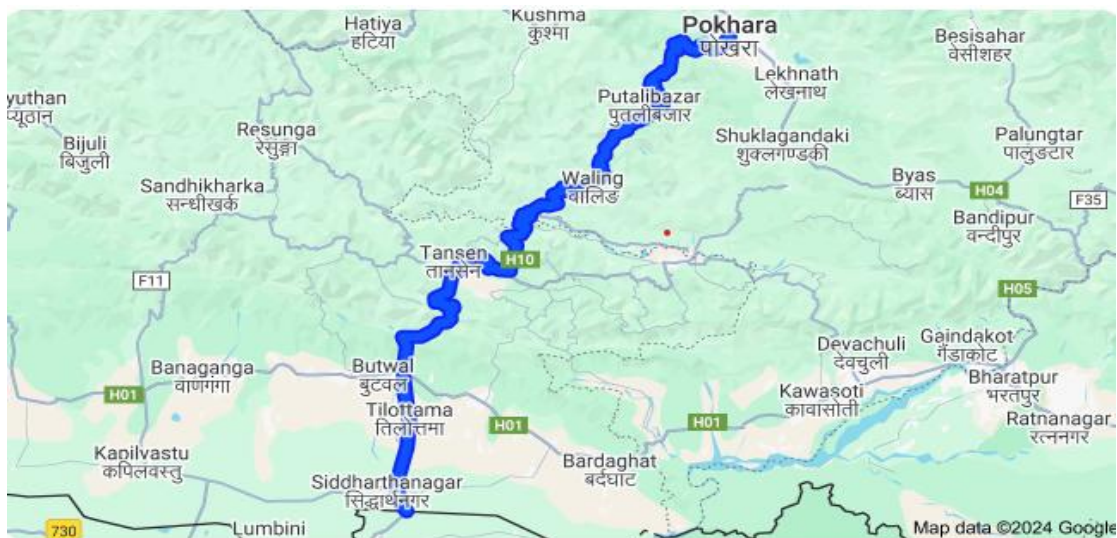 Hatiya
हटिया
Kushma
कुश्मा
Pokhara
पोखरा
Besisahar
वेसीशहर
Lekhnath
लेखनाथ
yuthan
प्यूठान
Bijuli
बिजुली
Resunga
रेसुङ्गा
Putalibazar
पुतलीबजार
Shuklagandaki
शुक्लागण्डकी
Palungtar
पालुङटार
Sandhikharka
सन्धीखर्क
Waling
वालिङ
Byas
ब्यास
H04
F35
Bandipur
वन्दीपुर
Tansen
तानसेन
H10
F11
H05
Banaganga
वाणगंगा
Butwal
बुटवल
Devachuli
देवचुली
Gaindakot
गैंडाकोट
H01
Tilottama
तिलोत्तमा
H01
H01
Kawasoti
कावासोती
Bharatpur
भरतपुर
Ratnanagar
रत्ननगर
Kapilvastu
कपिलवस्तु
Bardaghat
बर्दघाट
Siddharthanagar
सिद्धार्थनगर
730
Lumbini
Map data ©2024 Google